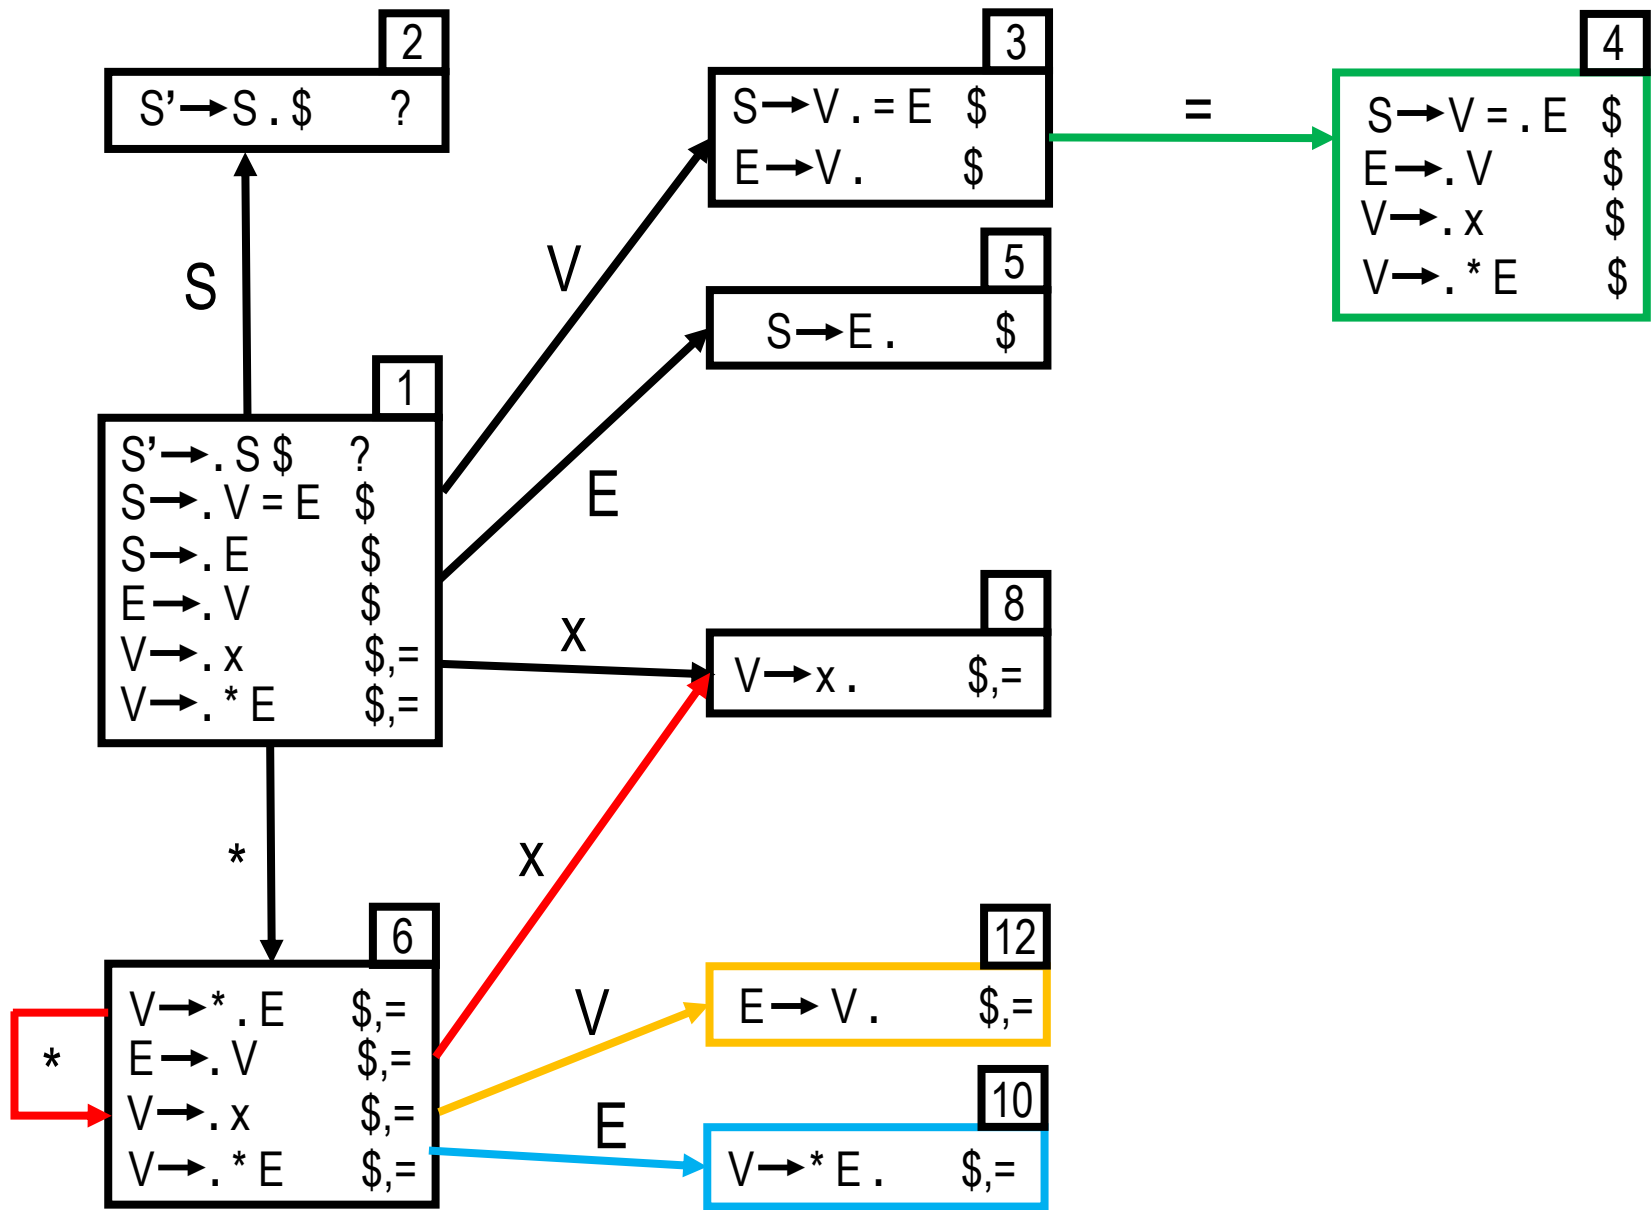 2
S’→S . $ ?
3
S→V . = E $
E→V . $
=
4
S→V = . E $
E→. V $
V→. x $
V→. * E $
S
V
5
S→E . $
E
1
S’→. S $ ?
S→. V = E $
S→. E $
E→. V $
V→. x $,=
V→. * E $,=
x
8
V→x . $,=
*
x
6
V→* . E $,=
E→. V $,=
V→. x $,=
V→. * E $,=
*
V
12
E→ V . $,=
E
10
V→* E . $,=